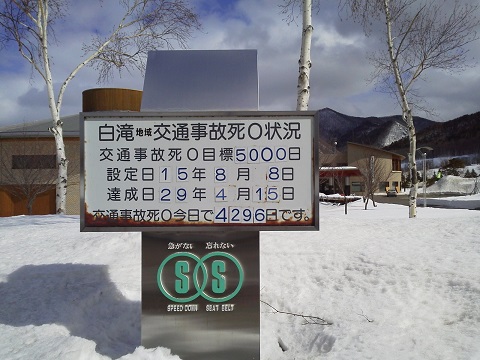 白滝地域交通事故死0状況
交通事故死0目標5000日
設定日15年8月8日
達成日29年4月15日
交通事故死0今日で4296日です。
急がない 忘れない
S S
SPEED DOWN SEAT BELT